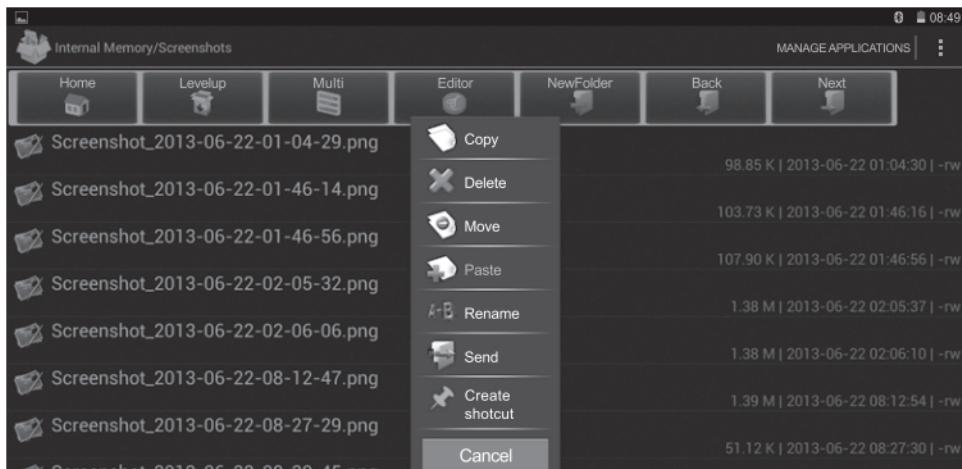 08:49
Internal Memory/Screenshots
MANAGE APPLICATIONS
Home Levelup Multi Editor NewFolder Back Next
Screenshot_2013-06-22-01-04-29.png
98.85 K | 2013-06-22 01:04:30 | -rw
Screenshot_2013-06-22-01-46-14.png
103.73 K | 2013-06-22 01:46:16 | -rw
Screenshot_2013-06-22-01-46-56.png
107.90 K | 2013-06-22 01:46:56 | -rw
Screenshot_2013-06-22-02-05-32.png
1.38 M | 2013-06-22 02:05:37 | -rw
Screenshot_2013-06-22-02-06-06.png
1.38 M | 2013-06-22 02:06:10 | -rw
Screenshot_2013-06-22-08-12-47.png
1.39 M | 2013-06-22 08:12:54 | -rw
Screenshot_2013-06-22-08-27-29.png
51.12 K | 2013-06-22 08:27:30 | -rw
Copy
Delete
Move
Paste
A-B Rename
Send
Create
shotcut
Cancel